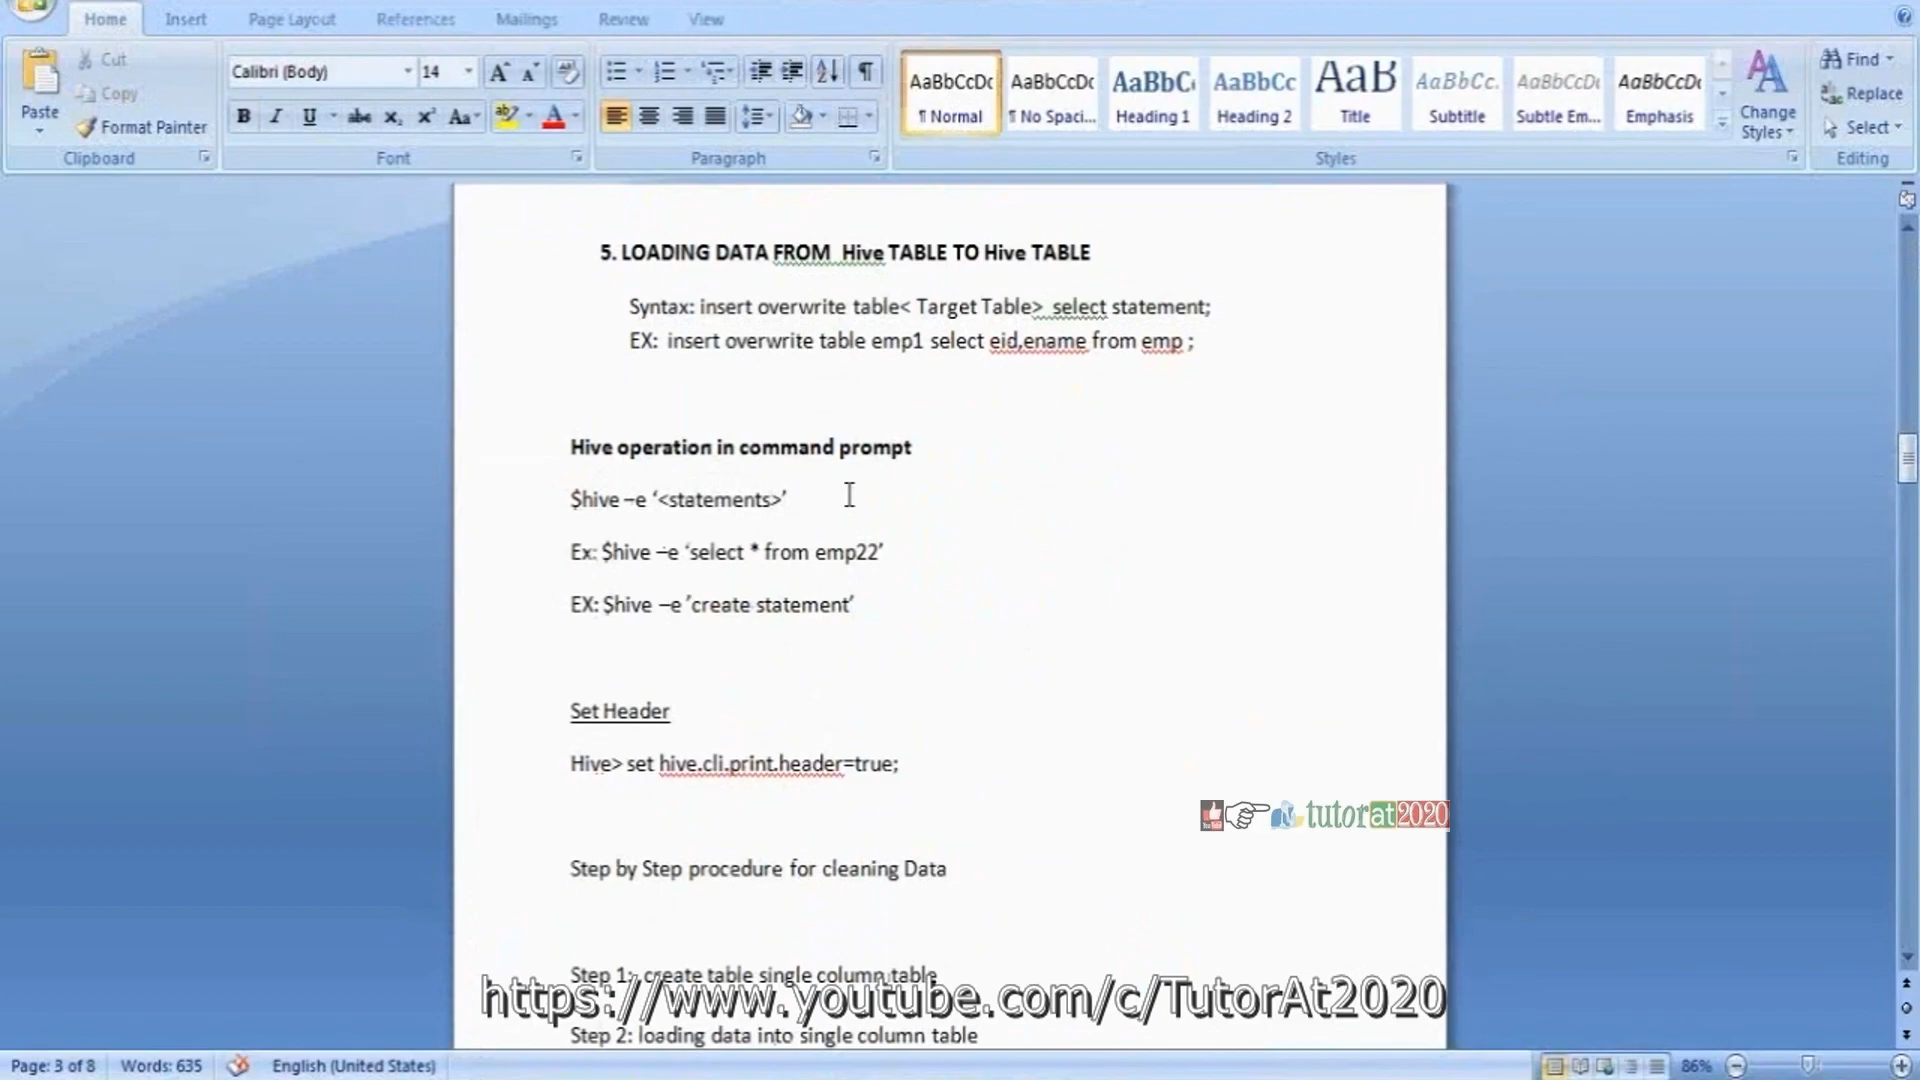 Home Insert Page Layout References Mailings Review View
Cut
Copy
Format Painter
Paste
Clipboard
Calibri (Body) 14
Font
Paragraph
AaBbCcDc AaBbCcDc AaBbC AaBbCc AaB AaBbCc. AaBbCcDc AaBbCcDc
¶ Normal ¶ No Spaci... Heading 1 Heading 2 Title Subtitle Subtle Em... Emphasis
Change Styles
Styles
Find
Replace
Select
Editing
5. LOADING DATA FROM Hive TABLE TO Hive TABLE
Syntax: insert overwrite table< Target Table> select statement;
EX: insert overwrite table emp1 select eid,ename from emp ;
Hive operation in command prompt
$hive –e ‘<statements>’
Ex: $hive –e ‘select * from emp22’
EX: $hive –e ’create statement’
Set Header
Hive> set hive.cli.print.header=true;
tutorat2020
Step by Step procedure for cleaning Data
Step 1: create table single column table
https://www.youtube.com/c/TutorAt2020
Step 2: loading data into single column table
Page: 3 of 8 Words: 635 English (United States) 86%